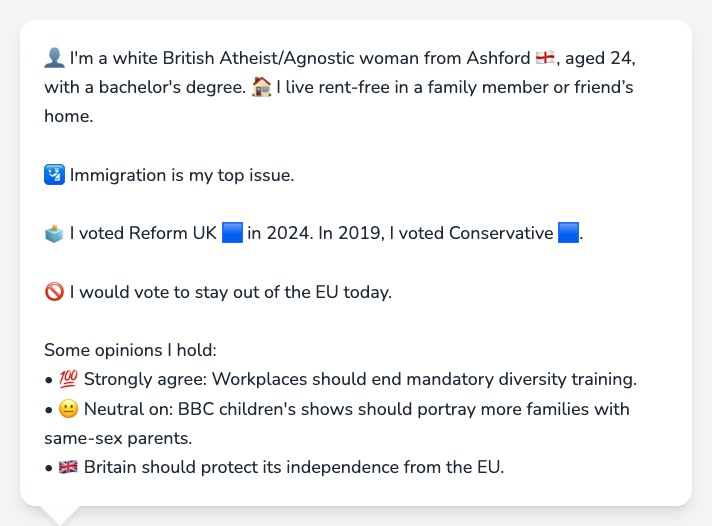 👤 I'm a white British Atheist/Agnostic woman from Ashford 🏴󠁧󠁢󠁥󠁮󠁧󠁿, aged 24,
with a bachelor's degree. 🏠 I live rent-free in a family member or friend’s
home.
🛂 Immigration is my top issue.
🗳️ I voted Reform UK 🟦 in 2024. In 2019, I voted Conservative 🟦.
🚫 I would vote to stay out of the EU today.
Some opinions I hold:
• 💯 Strongly agree: Workplaces should end mandatory diversity training.
• 😐 Neutral on: BBC children's shows should portray more families with
same-sex parents.
• 🇬🇧 Britain should protect its independence from the EU.